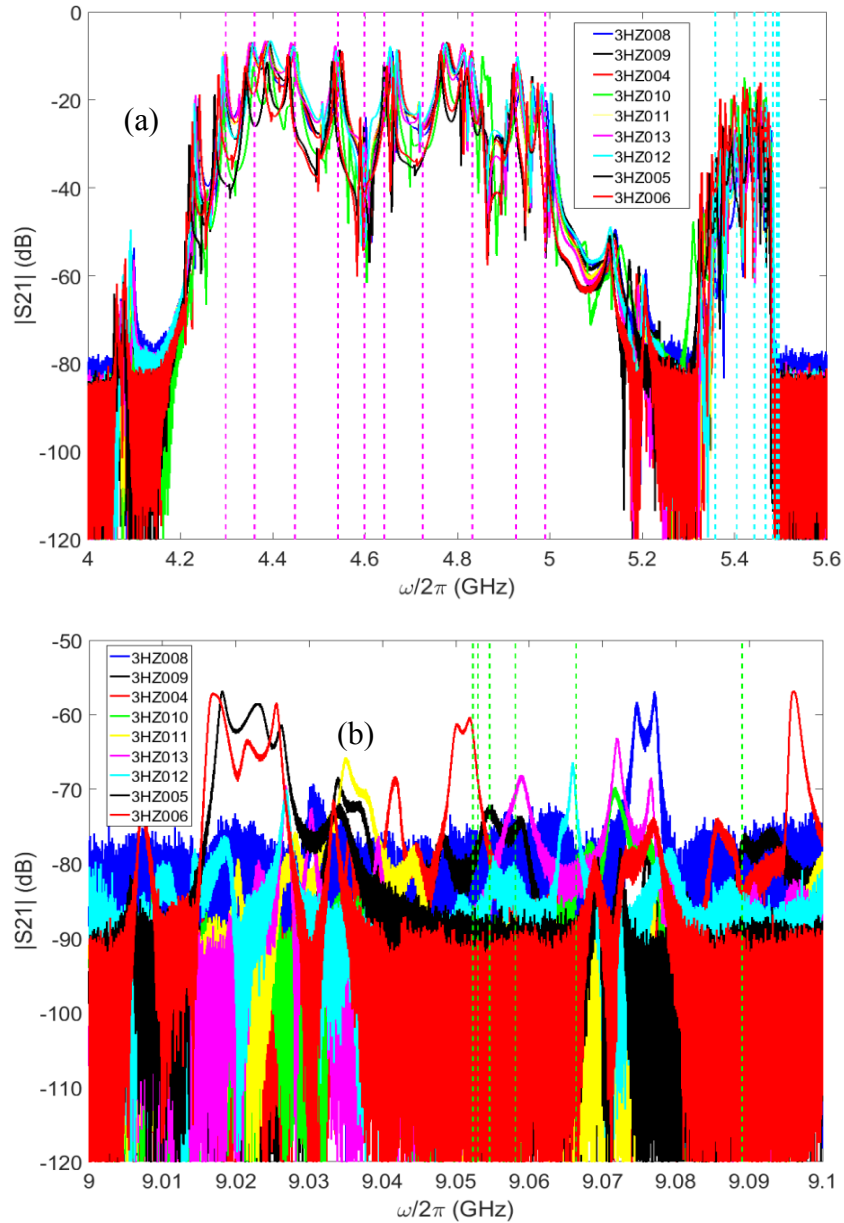 0
-20
-40
-60
-80
-100
-120
|S21| (dB)
(a)
3HZ008
3HZ009
3HZ004
3HZ010
3HZ011
3HZ013
3HZ012
3HZ005
3HZ006
4 4.2 4.4 4.6 4.8 5 5.2 5.4 5.6
ω/2π (GHz)
-50
-60
-70
-80
-90
-100
-110
-120
|S21| (dB)
3HZ008
3HZ009
3HZ004
3HZ010
3HZ011
3HZ013
3HZ012
3HZ005
3HZ006
(b)
9 9.01 9.02 9.03 9.04 9.05 9.06 9.07 9.08 9.09 9.1
ω/2π (GHz)